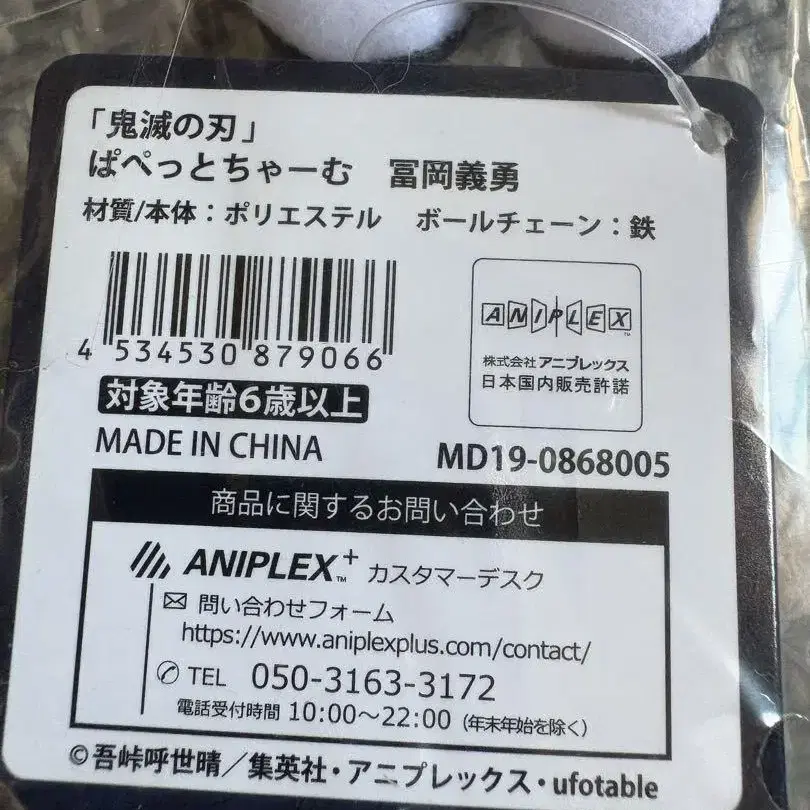 「鬼滅の刃」
ぱぺっとちゃーむ 冨岡義勇
材質/本体：ポリエステル ボールチェーン：鉄
4 534530 879066
対象年齢6歳以上
MADE IN CHINA
ANIPLEX™
株式会社 アニプレックス
日本国内販売許諾
MD19-0868005
商品に関するお問い合わせ
ANIPLEX+™ カスタマーデスク
問い合わせフォーム
https://www.aniplexplus.com/contact/
TEL 050-3163-3172
電話受付時間 10:00～22:00 (年末年始を除く)
©吾峠呼世晴／集英社・アニプレックス・ufotable